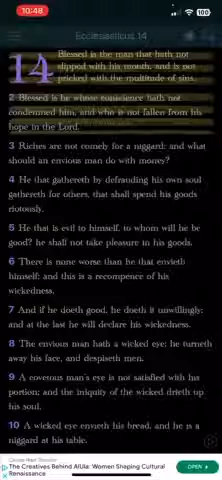 10:48
100
Ecclesiasticus 14
14 Blessed is the man that hath not
slipped with his mouth, and is not
pricked with the multitude of sins.
2 Blessed is he whose conscience hath not
condemned him, and who is not fallen from his
hope in the Lord.
3 Riches are not comely for a niggard: and what
should an envious man do with money?
4 He that gathereth by defrauding his own soul
gathereth for others, that shall spend his goods
riotously.
5 He that is evil to himself, to whom will he be
good? he shall not take pleasure in his goods.
6 There is none worse than he that envieth
himself; and this is a recompence of his
wickedness.
7 And if he doeth good, he doeth it unwillingly;
and at the last he will declare his wickedness.
8 The envious man hath a wicked eye; he turneth
away his face, and despiseth men.
9 A covetous man's eye is not satisfied with his
portion; and the iniquity of the wicked drieth up
his soul.
10 A wicked eye envieth his bread, and he is a
niggard at his table.
The Creatives Behind AlUla: Women Shaping Cultural
Renaissance
OPEN